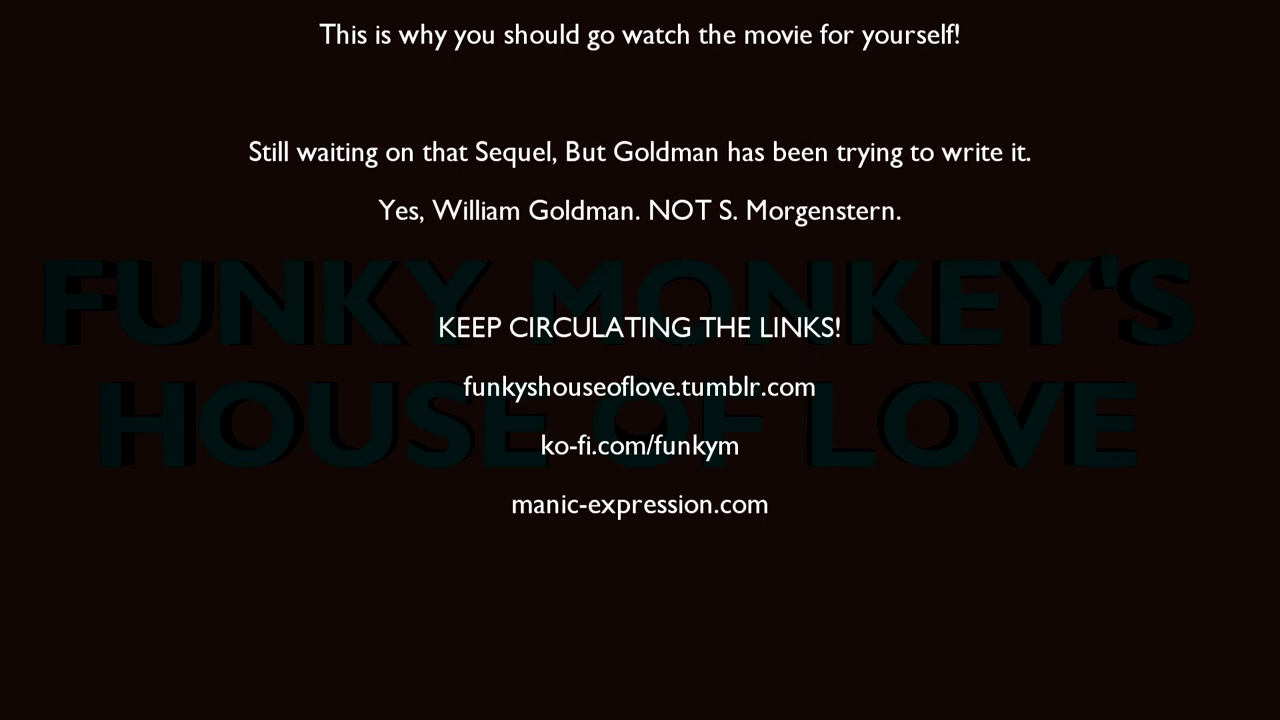 This is why you should go watch the movie for yourself!
Still waiting on that Sequel, But Goldman has been trying to write it.
Yes, William Goldman. NOT S. Morgenstern.
FUNKY MONKEY'S
KEEP CIRCULATING THE LINKS!
funkyshouseoflove.tumblr.com
HOUSE OF LOVE
ko-fi.com/funkym
manic-expression.com